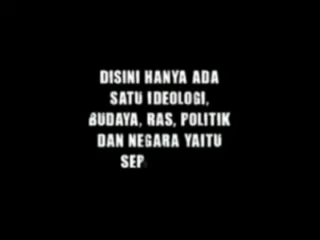 DISINI HANYA ADA
SATU IDEOLOGI,
BUDAYA, RAS, POLITIK
DAN NEGARA YAITU
SEP